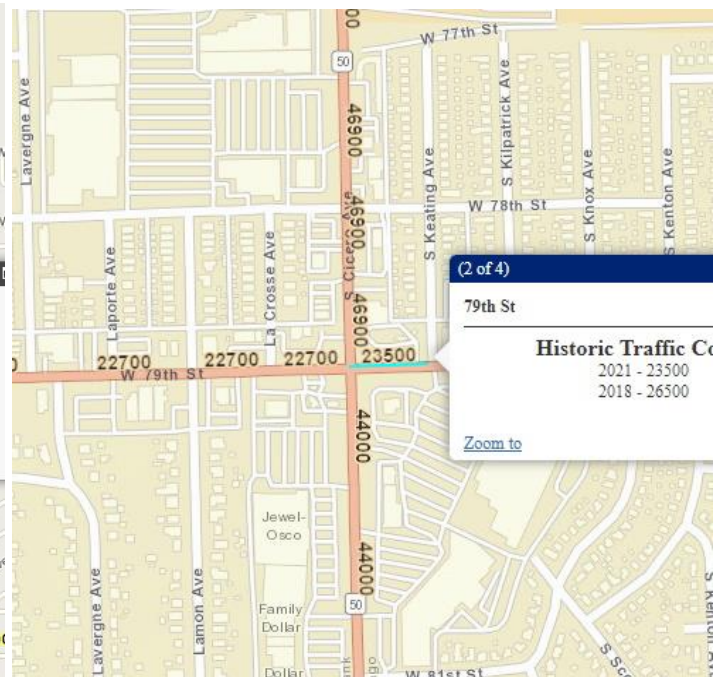 W 77th St
50
46900
Lavergne Ave
S Kilpatrick Ave
S Keating Ave
S Knox Ave
S Kenton Ave
46900
S Cicero Ave
W 78th St
Laporte Ave
La Crosse Ave
46900
(2 of 4)
79th St
Historic Traffic Co
2021 - 23500
2018 - 26500
Zoom to
22700
22700
22700
23500
W 79th St
44000
Jewel-
Osco
44000
50
Lavergne Ave
Lamon Ave
Family
Dollar
Dollar
W 81st St